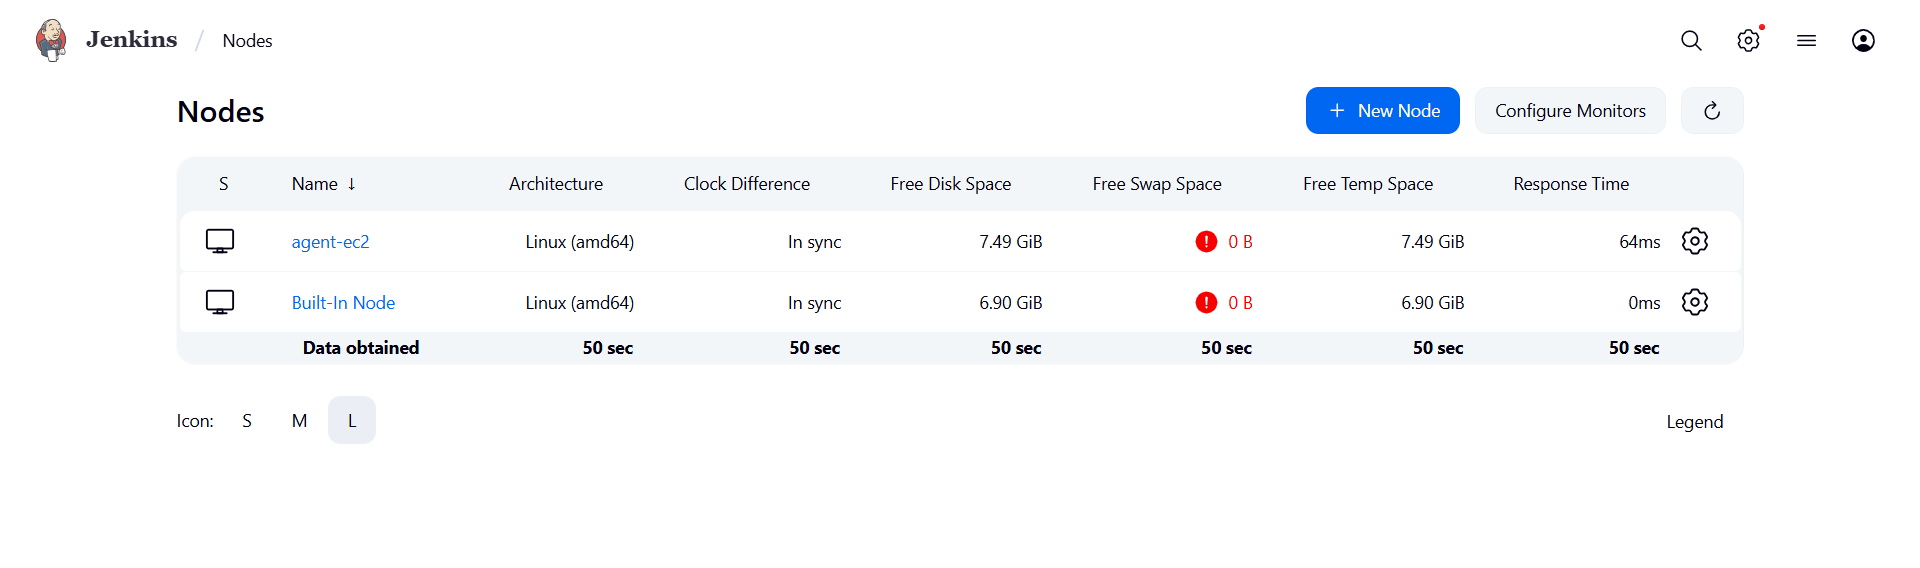 Jenkins / Nodes
Nodes
New Node
Configure Monitors
S Name ↓ Architecture Clock Difference Free Disk Space Free Swap Space Free Temp Space Response Time
agent-ec2 Linux (amd64) In sync 7.49 GiB 0 B 7.49 GiB 64ms
Built-In Node Linux (amd64) In sync 6.90 GiB 0 B 6.90 GiB 0ms
Data obtained 50 sec 50 sec 50 sec 50 sec 50 sec 50 sec
Icon: S M L Legend